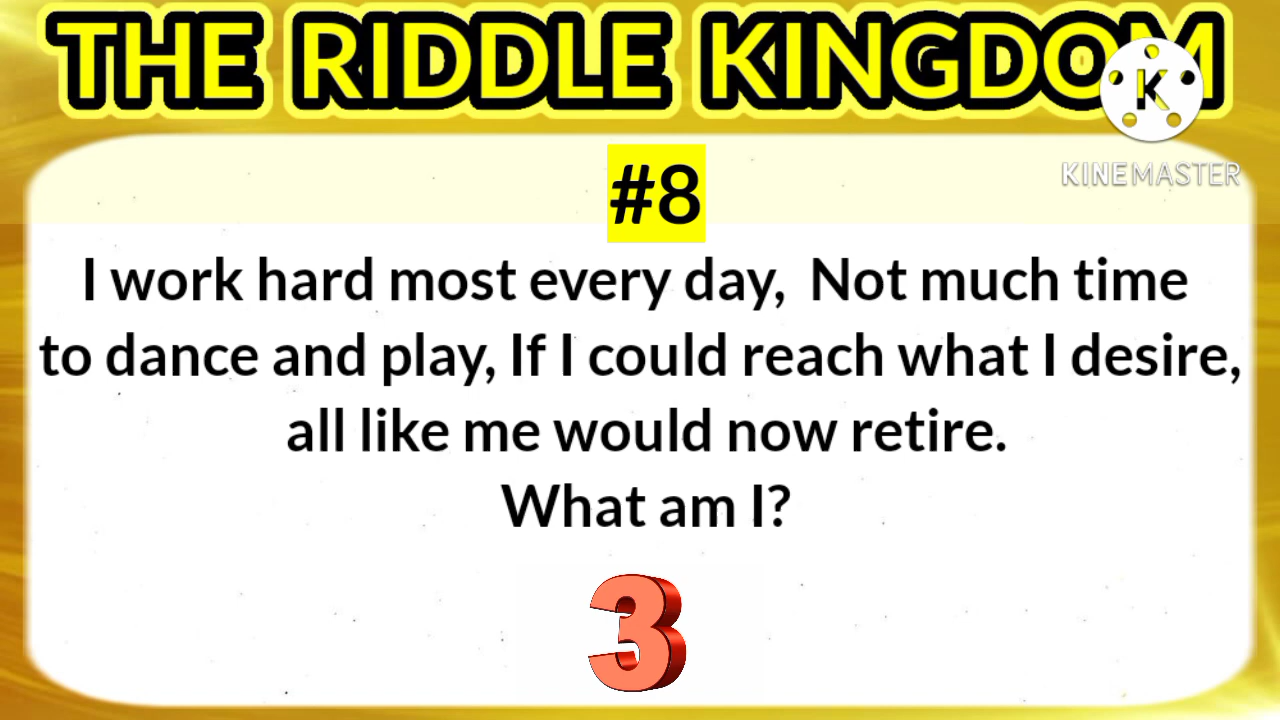 THE RIDDLE KINGDOM
K
KINEMASTER
#8
I work hard most every day, Not much time
to dance and play, If I could reach what I desire,
all like me would now retire.
What am I?
3